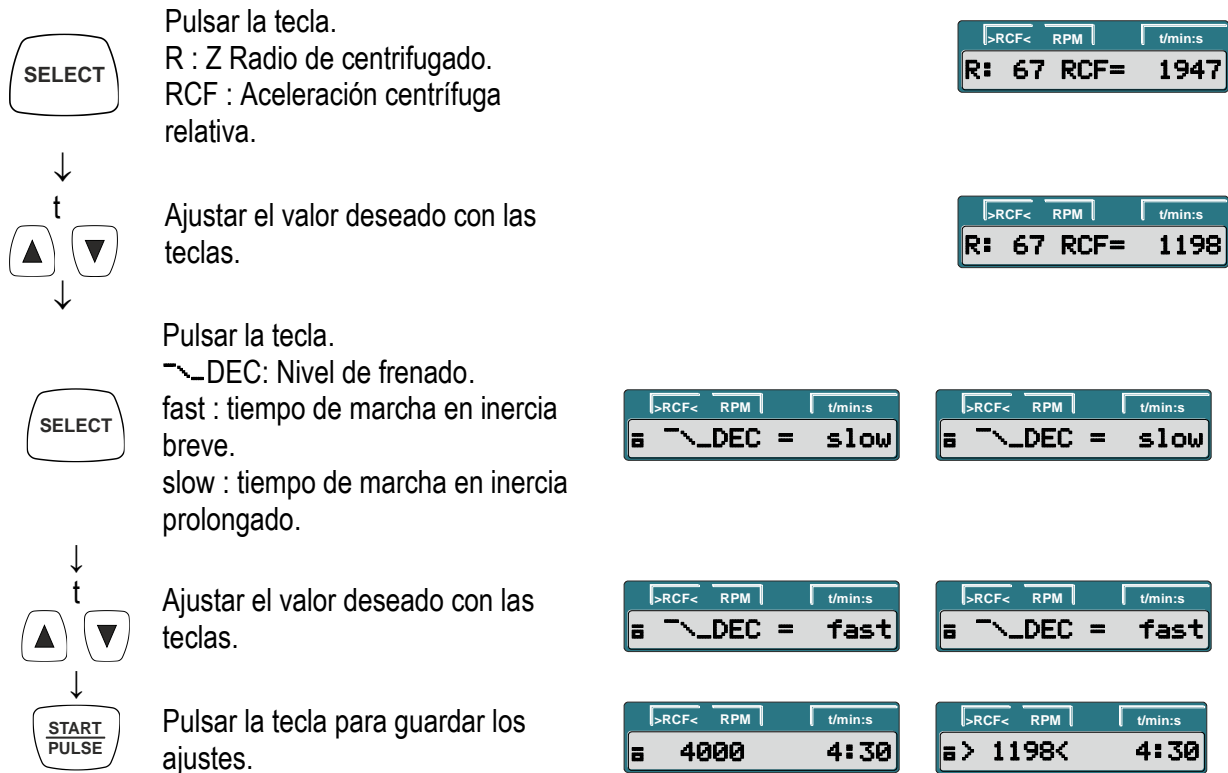 SELECT
Pulsar la tecla.
R : Z Radio de centrifugado.
RCF : Aceleración centrífuga
relativa.
>RCF< RPM t/min:s
R: 67 RCF= 1947
↓
t
▲ ▼
Ajustar el valor deseado con las
teclas.
>RCF< RPM t/min:s
R: 67 RCF= 1198
↓
SELECT
Pulsar la tecla.
DEC: Nivel de frenado.
fast : tiempo de marcha en inercia
breve.
slow : tiempo de marcha en inercia
prolongado.
>RCF< RPM t/min:s
DEC = slow
>RCF< RPM t/min:s
DEC = slow
↓
t
▲ ▼
Ajustar el valor deseado con las
teclas.
>RCF< RPM t/min:s
DEC = fast
>RCF< RPM t/min:s
DEC = fast
↓
START
PULSE
Pulsar la tecla para guardar los
ajustes.
>RCF< RPM t/min:s
4000 4:30
>RCF< RPM t/min:s
> 1198< 4:30